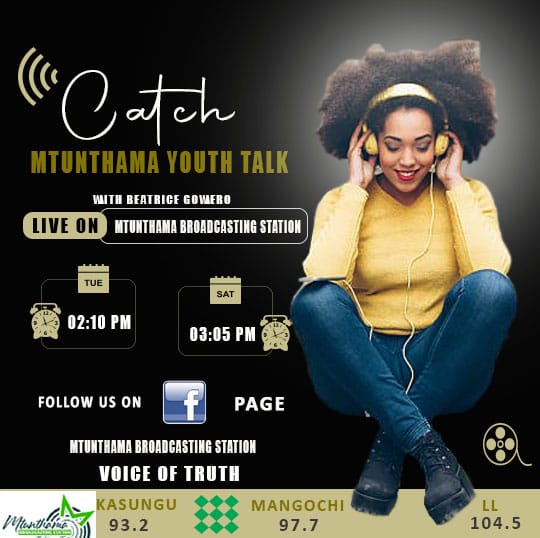 Catch
MTUNTHAMA YOUTH TALK
WITH BEATRICE GOWERO
LIVE ON MTUNTHAMA BROADCASTING STATION
TUE
02:10 PM
SAT
03:05 PM
FOLLOW US ON f PAGE
MTUNTHAMA BROADCASTING STATION
VOICE OF TRUTH
Mtunthama
KASUNGU
93.2
MANGOCHI
97.7
LL
104.5